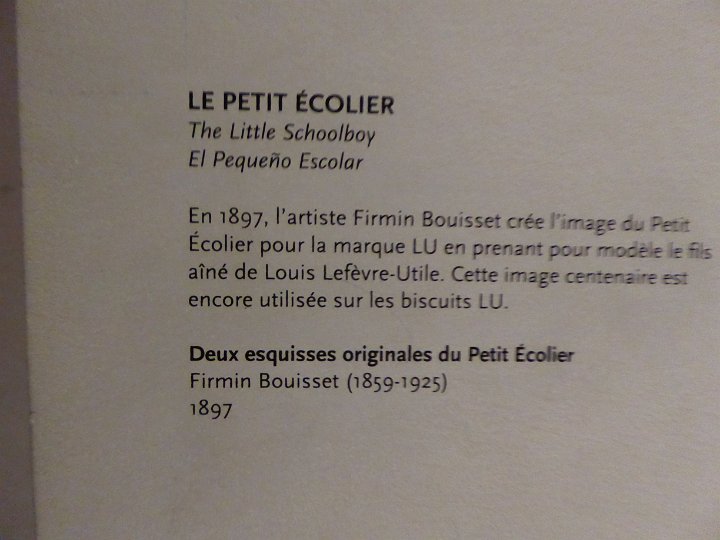 LE PETIT ÉCOLIER
The Little Schoolboy
El Pequeño Escolar
En 1897, l'artiste Firmin Bouisset crée l'image du Petit
Écolier pour la marque LU en prenant pour modèle le fils
aîné de Louis Lefèvre-Utile. Cette image centenaire est
encore utilisée sur les biscuits LU.
Deux esquisses originales du Petit Écolier
Firmin Bouisset (1859-1925)
1897